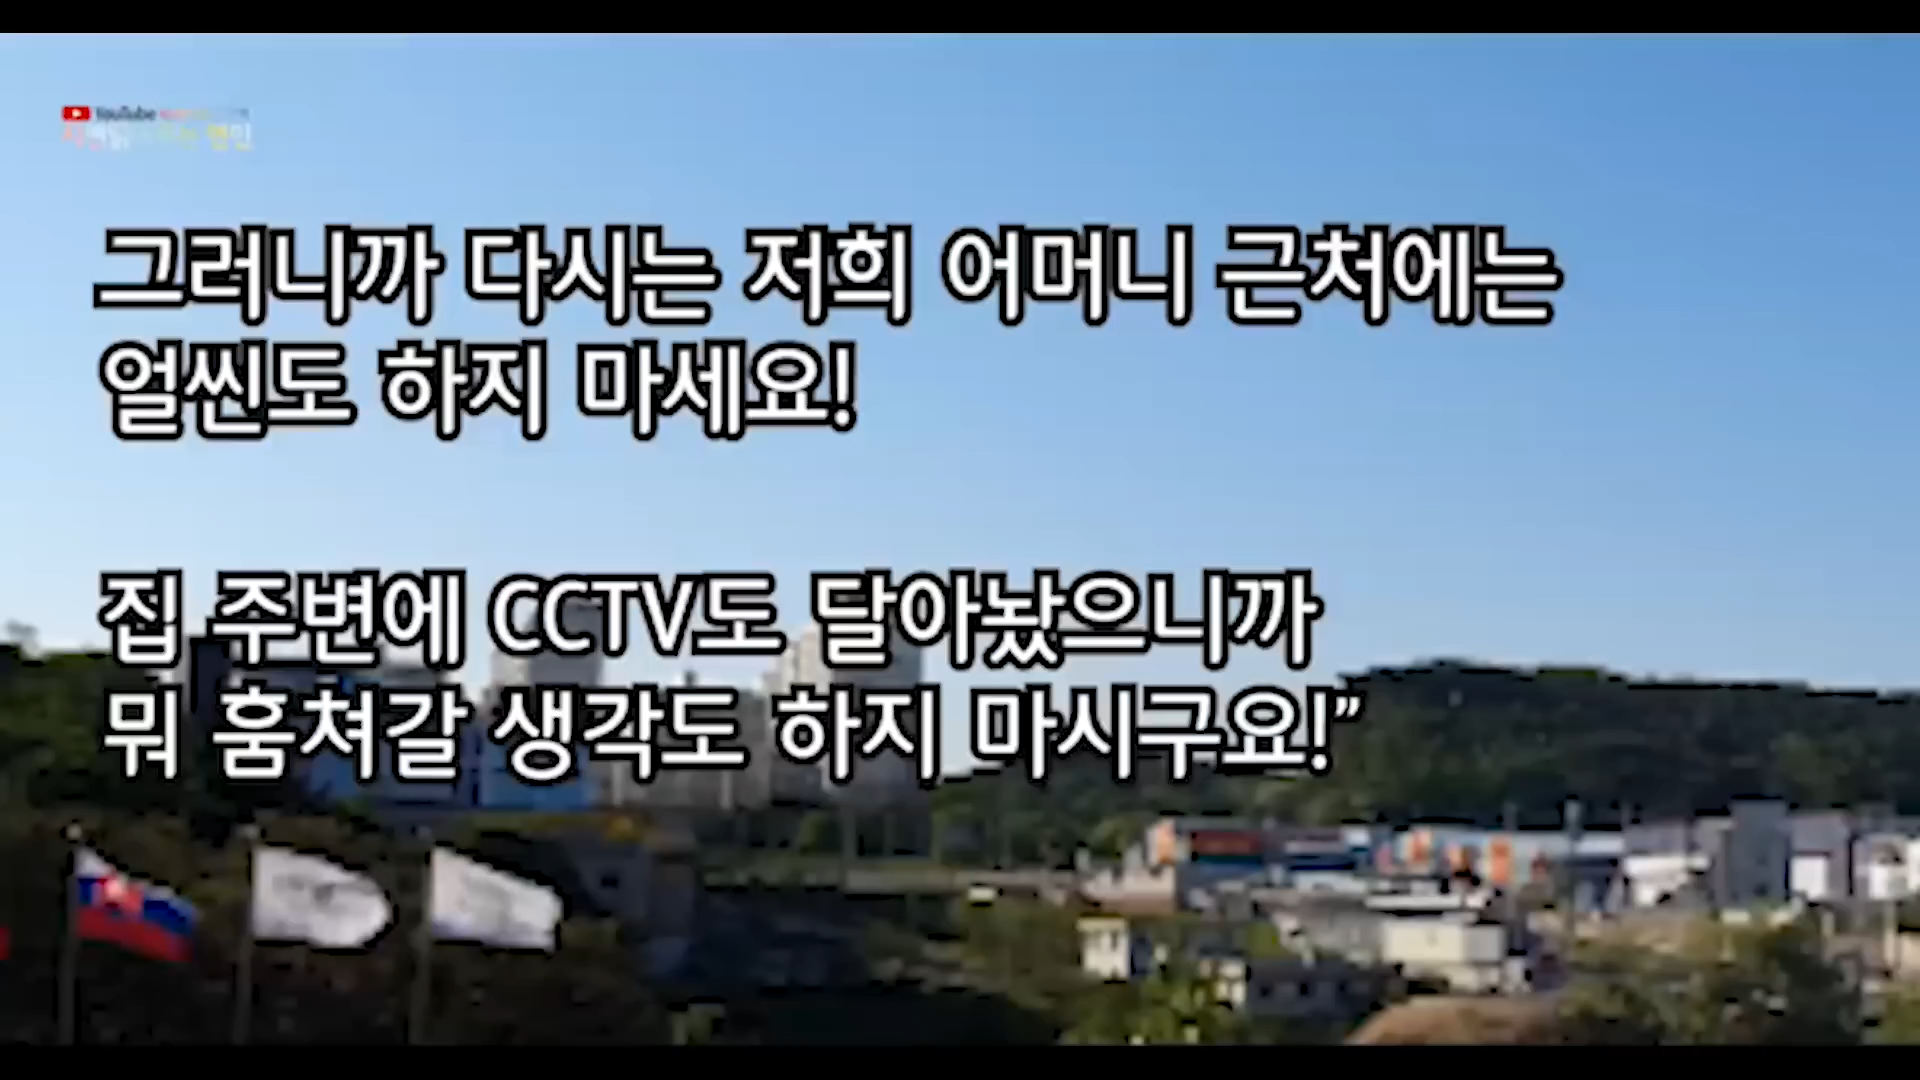 YouTube
그러니까 다시는 저희 어머니 근처에는
얼씬도 하지 마세요!
집 주변에 CCTV도 달아놨으니까
뭐 훔쳐갈 생각도 하지 마시구요!”